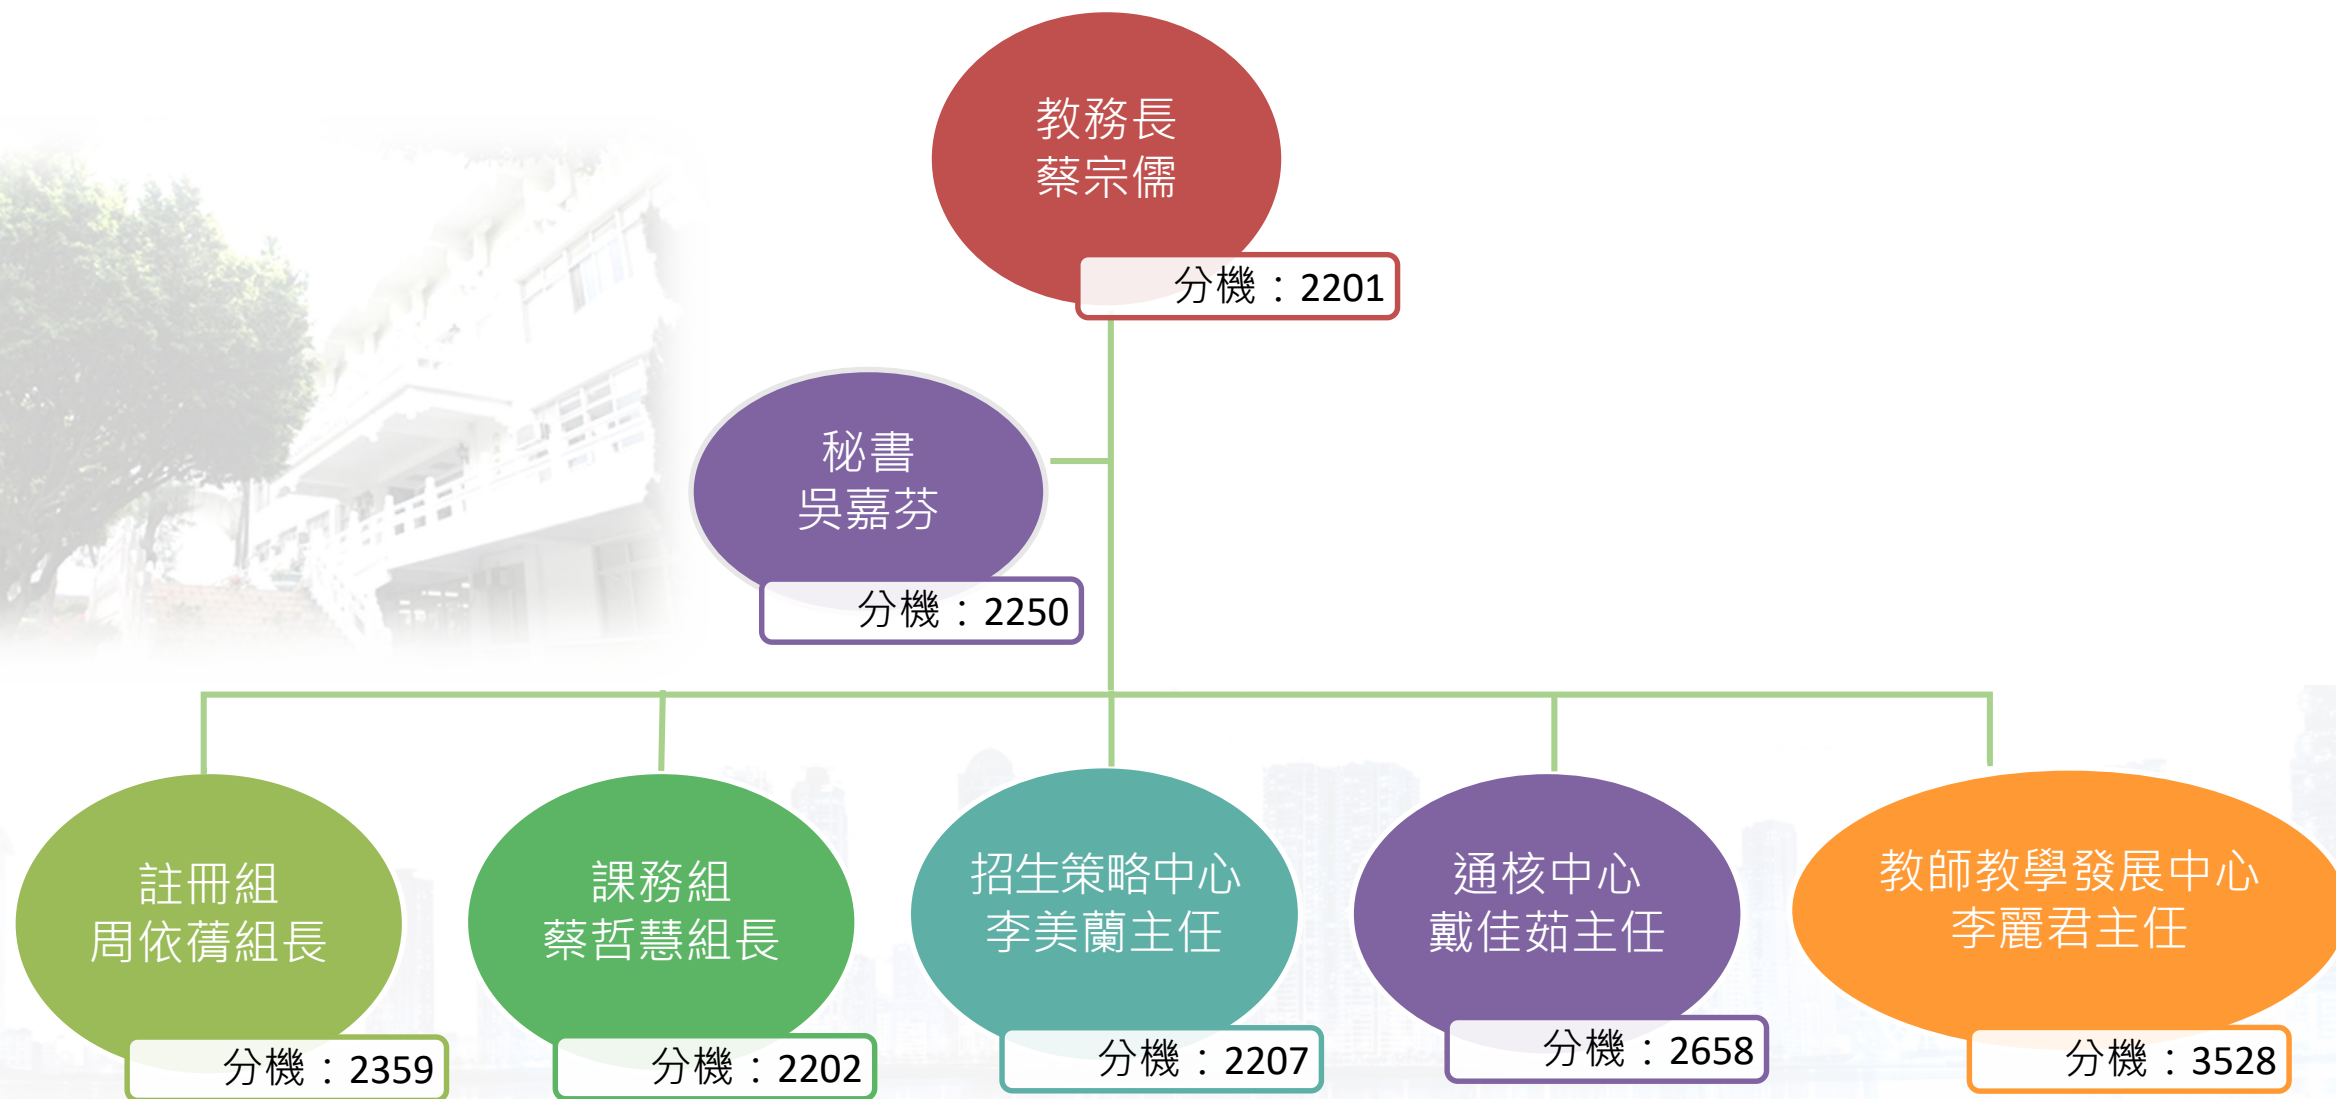 教務長
蔡宗儒
分機：2201
秘書
吳嘉芬
分機：2250
註冊組
周依蒨組長
分機：2359
課務組
蔡哲慧組長
分機：2202
招生策略中心
李美蘭主任
分機：2207
通核中心
戴佳茹主任
分機：2658
教師教學發展中心
李麗君主任
分機：3528